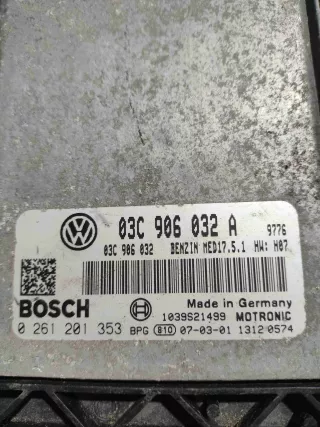 03C 906 032 A 9776
03C 906 032 BENZIN MED17.5.1 HW: H07
BOSCH Made in Germany
1039S21499 MOTRONIC
0 261 201 353 BPG 810 07-03-01 1312 0574